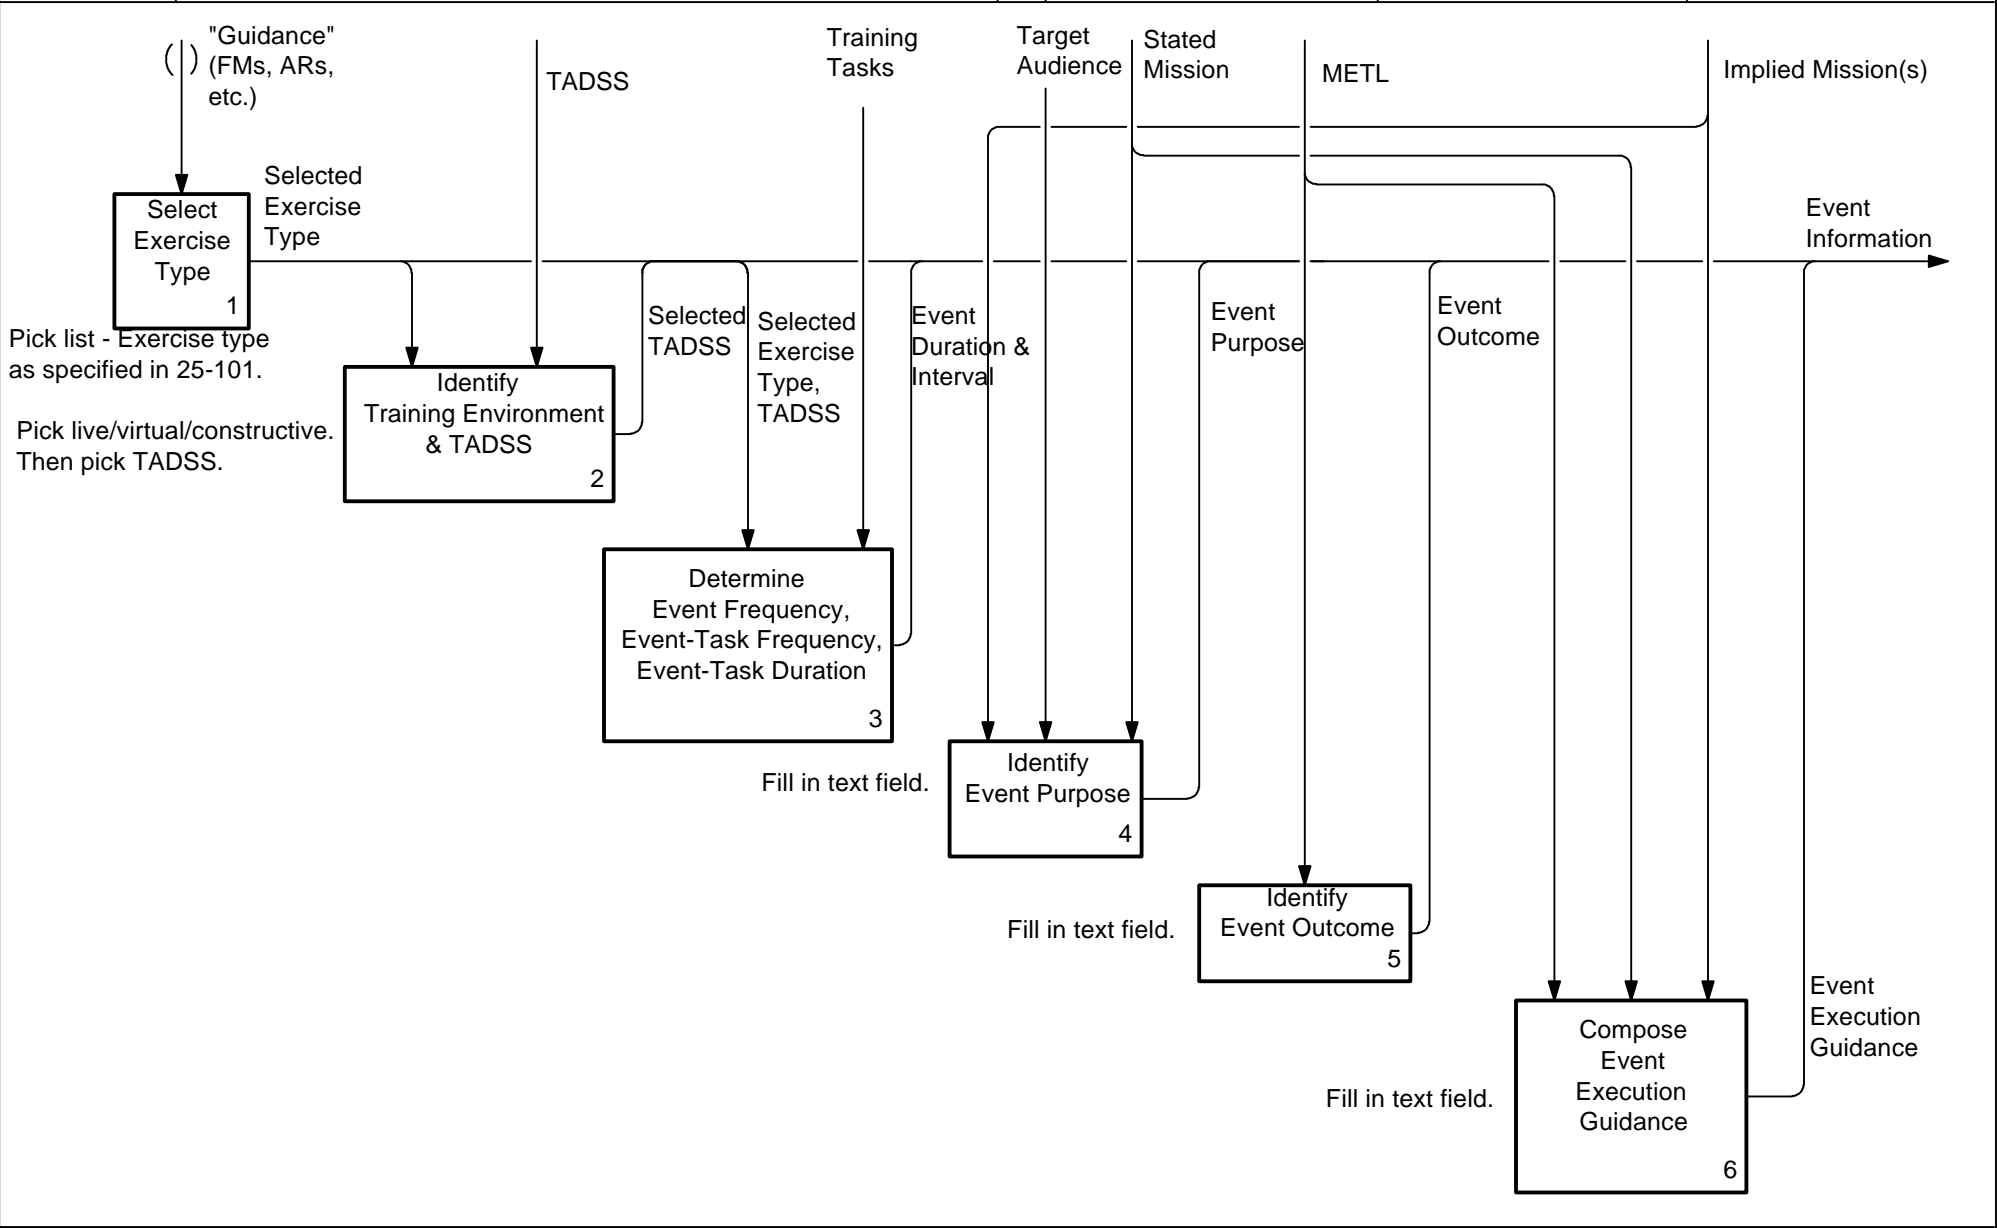 "Guidance"
(FMs, ARs,
etc.)
TADSS
Training
Tasks
Target
Audience
Stated
Mission
METL
Implied Mission(s)
Selected
Exercise
Type
Select
Exercise
Type
1
Event
Information
Pick list - Exercise type
as specified in 25-101.
Selected
TADSS
Selected
Exercise
Type,
TADSS
Event
Duration &
Interval
Event
Purpose
Event
Outcome
Pick live/virtual/constructive.
Then pick TADSS.
Identify
Training Environment
& TADSS
2
Determine
Event Frequency,
Event-Task Frequency,
Event-Task Duration
3
Fill in text field.
Identify
Event Purpose
4
Fill in text field.
Identify
Event Outcome
5
Event
Execution
Guidance
Fill in text field.
Compose
Event
Execution
Guidance
6